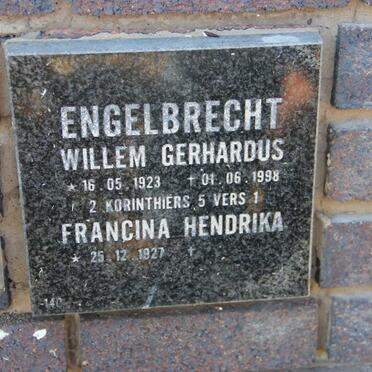 ENGELBRECHT
WILLEM GERHARDUS
* 16 05 1923 † 01 06 1998
2 KORINTHIERS 5 VERS 1
FRANCINA HENDRIKA
* 25 12 1927 †
140